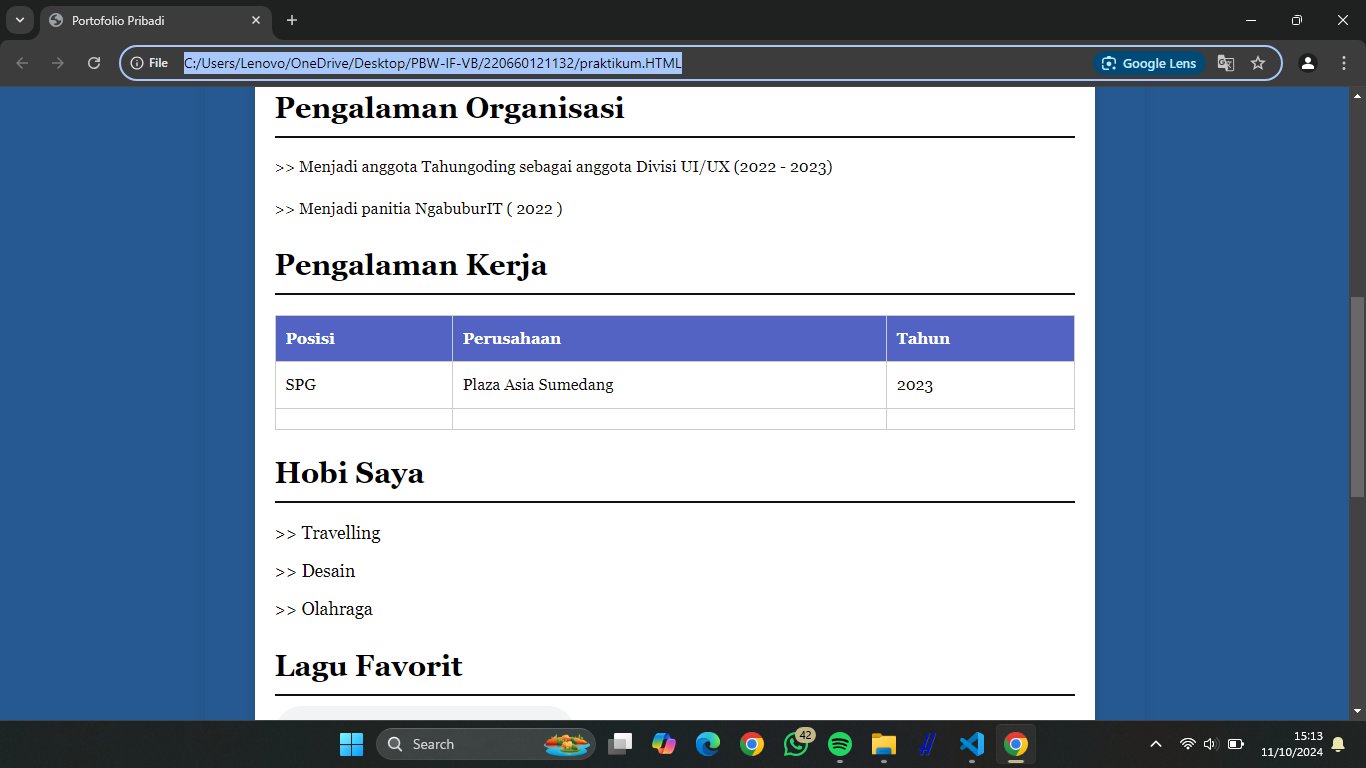 Portofolio Pribadi
File
C:/Users/Lenovo/OneDrive/Desktop/PBW-IF-VB/220660121132/praktikum.HTML
Google Lens
Pengalaman Organisasi
>> Menjadi anggota Tahungoding sebagai anggota Divisi UI/UX (2022 - 2023)
>> Menjadi panitia NgabuburIT ( 2022 )
Pengalaman Kerja
Posisi Perusahaan Tahun
SPG Plaza Asia Sumedang 2023
Hobi Saya
>> Travelling
>> Desain
>> Olahraga
Lagu Favorit
Search
42
15:13
11/10/2024